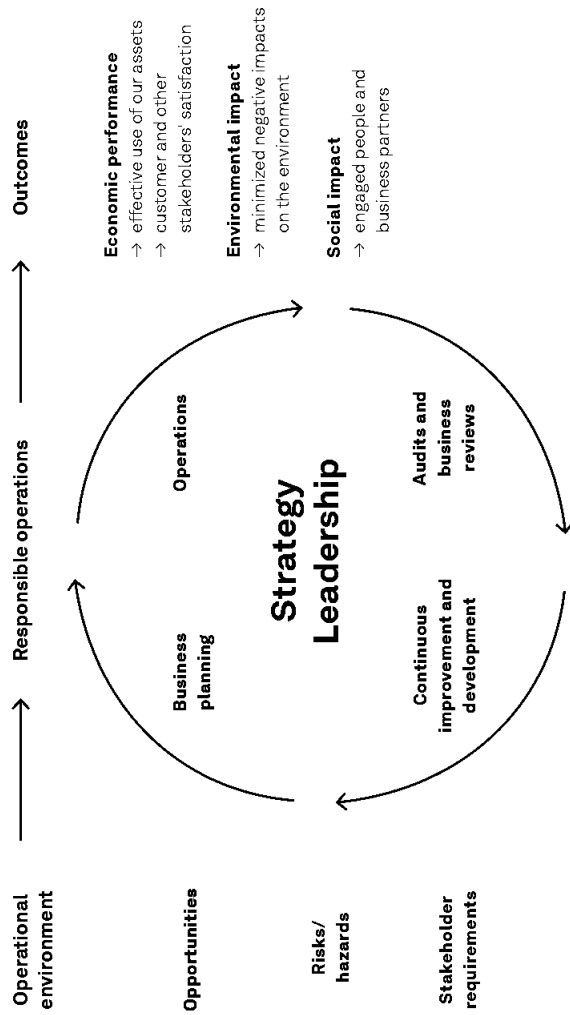 Operational
environment
→
Responsible operations
→
Outcomes
Opportunities
Risks/
hazards
Stakeholder
requirements
Business
planning
Operations
Strategy
Leadership
Continuous
improvement and
development
Audits and
business
reviews
Economic performance
→ effective use of our assets
→ customer and other
stakeholders' satisfaction
Environmental impact
→ minimized negative impacts
on the environment
Social impact
→ engaged people and
business partners